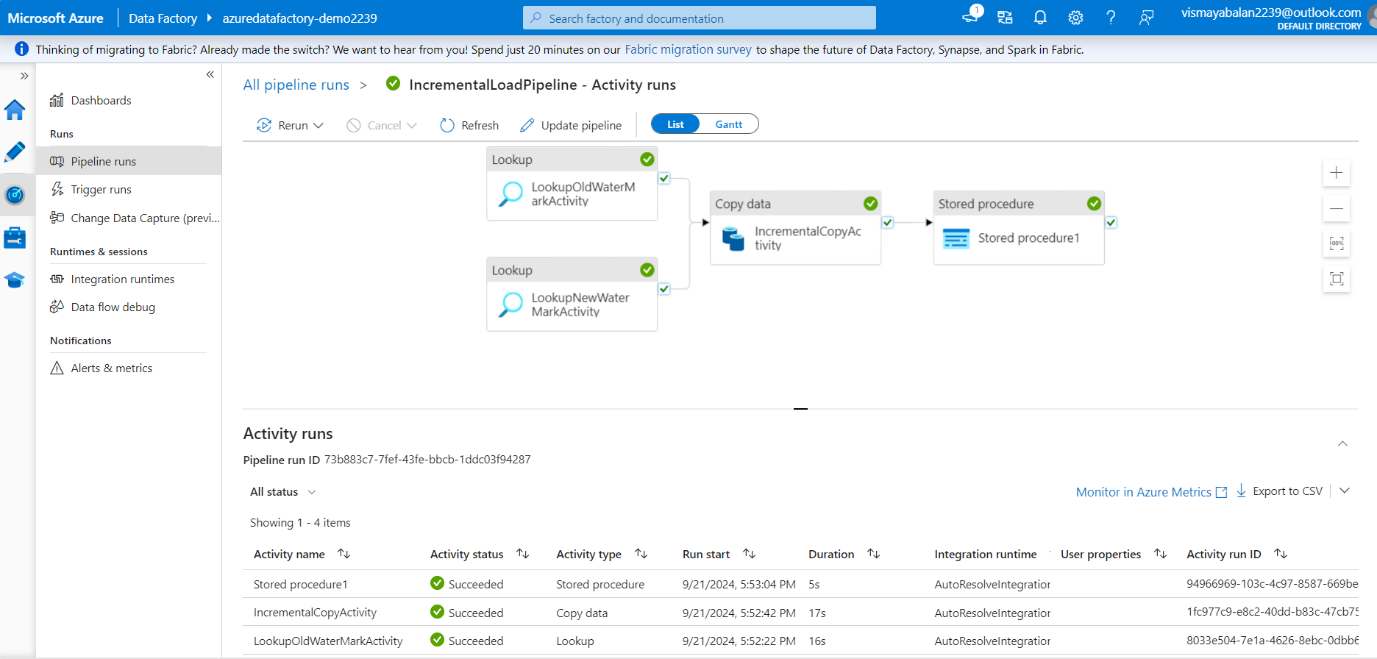 Microsoft Azure Data Factory azuredatafactory-demo2239 Search factory and documentation 1 vismayabalan2239@outlook.com
DEFAULT DIRECTORY
Thinking of migrating to Fabric? Already made the switch? We want to hear from you! Spend just 20 minutes on our Fabric migration survey to shape the future of Data Factory, Synapse, and Spark in Fabric.
Dashboards
Runs
Pipeline runs
Trigger runs
Change Data Capture (previ...
Runtimes & sessions
Integration runtimes
Data flow debug
Notifications
Alerts & metrics
All pipeline runs > IncrementalLoadPipeline - Activity runs
Rerun Cancel Refresh Update pipeline List Gantt
Lookup
LookupOldWaterM
arkActivity
Lookup
LookupNewWater
MarkActivity
Copy data
IncrementalCopyAc
tivity
Stored procedure
Stored procedure1
Activity runs
Pipeline run ID 73b883c7-7fef-43fe-bbcb-1ddc03f94287
All status Monitor in Azure Metrics Export to CSV
Showing 1 - 4 items
Activity name Activity status Activity type Run start Duration Integration runtime User properties Activity run ID
Stored procedure1 Succeeded Stored procedure 9/21/2024, 5:53:04 PM 5s AutoResolveIntegration 94966969-103c-4c97-8587-669be
IncrementalCopyActivity Succeeded Copy data 9/21/2024, 5:52:42 PM 17s AutoResolveIntegration 1fc977c9-e8c2-40dd-b83c-47cb75
LookupOldWaterMarkActivity Succeeded Lookup 9/21/2024, 5:52:22 PM 16s AutoResolveIntegration 8033e504-7e1a-4626-8ebc-0dbb6